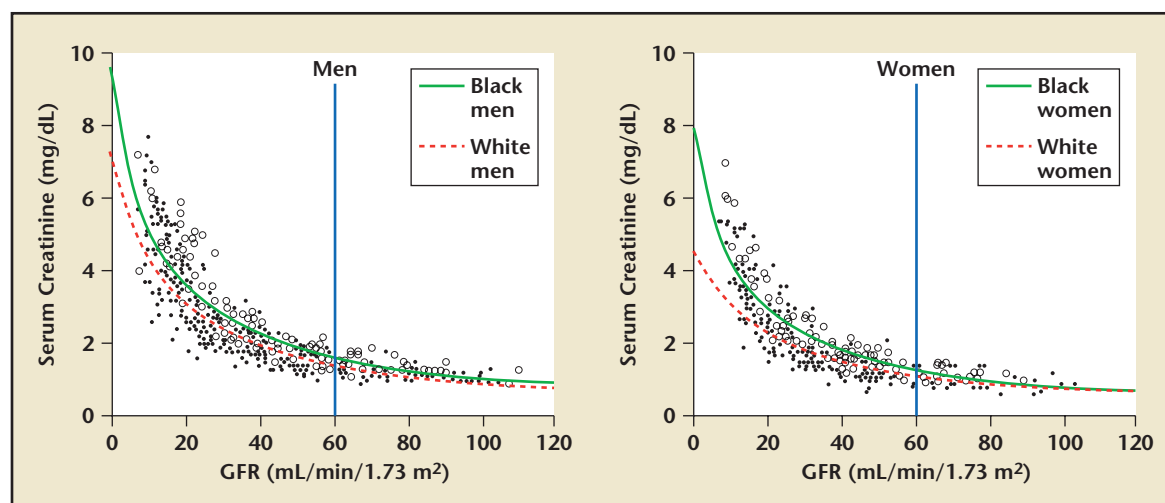 Men
Black
men
White
men
Serum Creatinine (mg/dL)
10
8
6
4
2
0
0 20 40 60 80 100 120
GFR (mL/min/1.73 m²)
Women
Black
women
White
women
Serum Creatinine (mg/dL)
10
8
6
4
2
0
0 20 40 60 80 100 120
GFR (mL/min/1.73 m²)